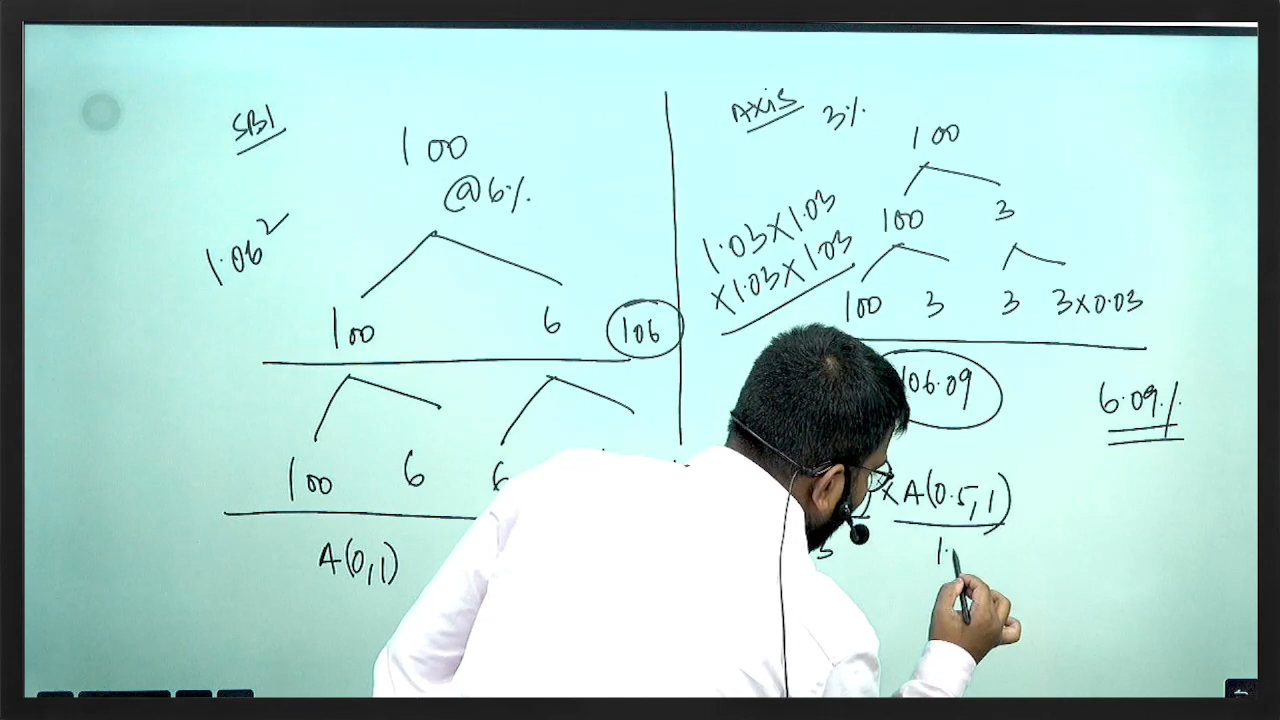 SBI
100
@6%
1.06²
100 6 106
100 6 6
A(0,1)
AXIS 3%
100
100 3
1.03×1.03
×1.03×1.03
100 3 3 3×0.03
106.09
6.09%
×A(0.5,1)
1.